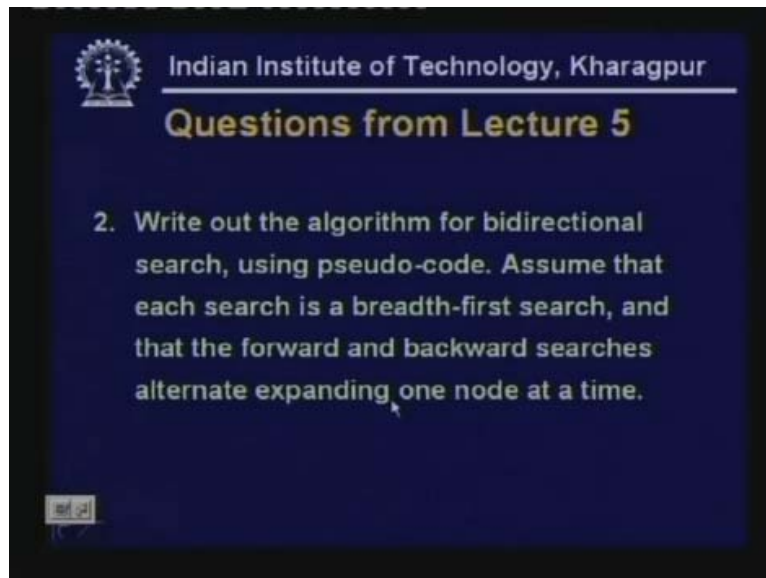 Indian Institute of Technology, Kharagpur
Questions from Lecture 5
2. Write out the algorithm for bidirectional
search, using pseudo-code. Assume that
each search is a breadth-first search, and
that the forward and backward searches
alternate expanding one node at a time.